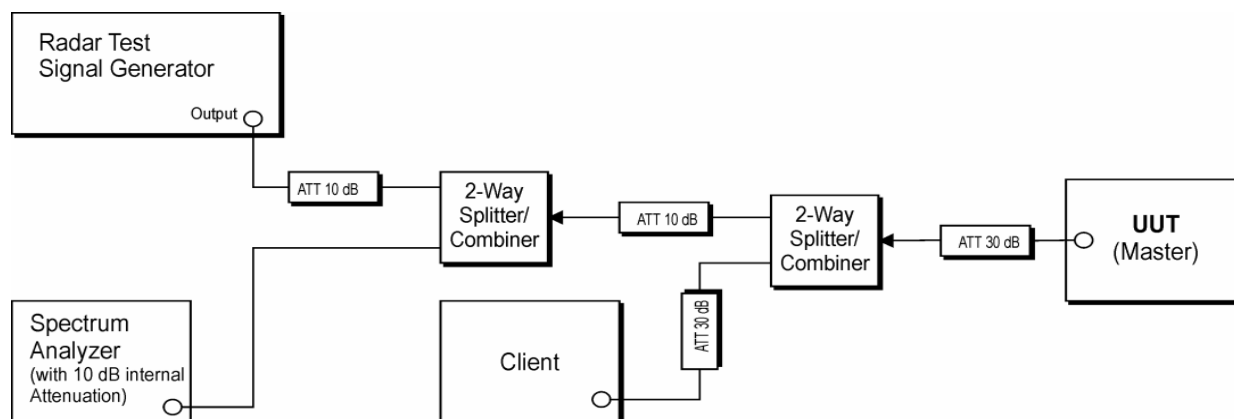 Radar Test
Signal Generator
Output
ATT 10 dB
2-Way
Splitter/
Combiner
ATT 10 dB
2-Way
Splitter/
Combiner
ATT 30 dB
UUT
(Master)
ATT 30 dB
Spectrum
Analyzer
(with 10 dB internal
Attenuation)
Client